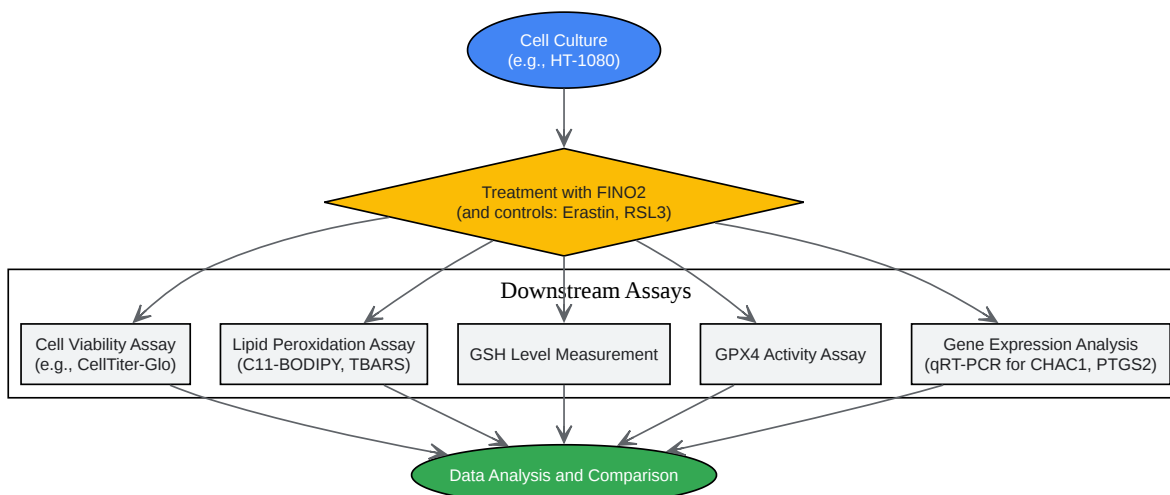 Cell Culture
(e.g., HT-1080)
Treatment with FINO2
(and controls: Erastin, RSL3)
Downstream Assays
Cell Viability Assay
(e.g., CellTiter-Glo)
Lipid Peroxidation Assay
(C11-BODIPY, TBARS)
GSH Level Measurement
GPX4 Activity Assay
Gene Expression Analysis
(qRT-PCR for CHAC1, PTGS2)
Data Analysis and Comparison